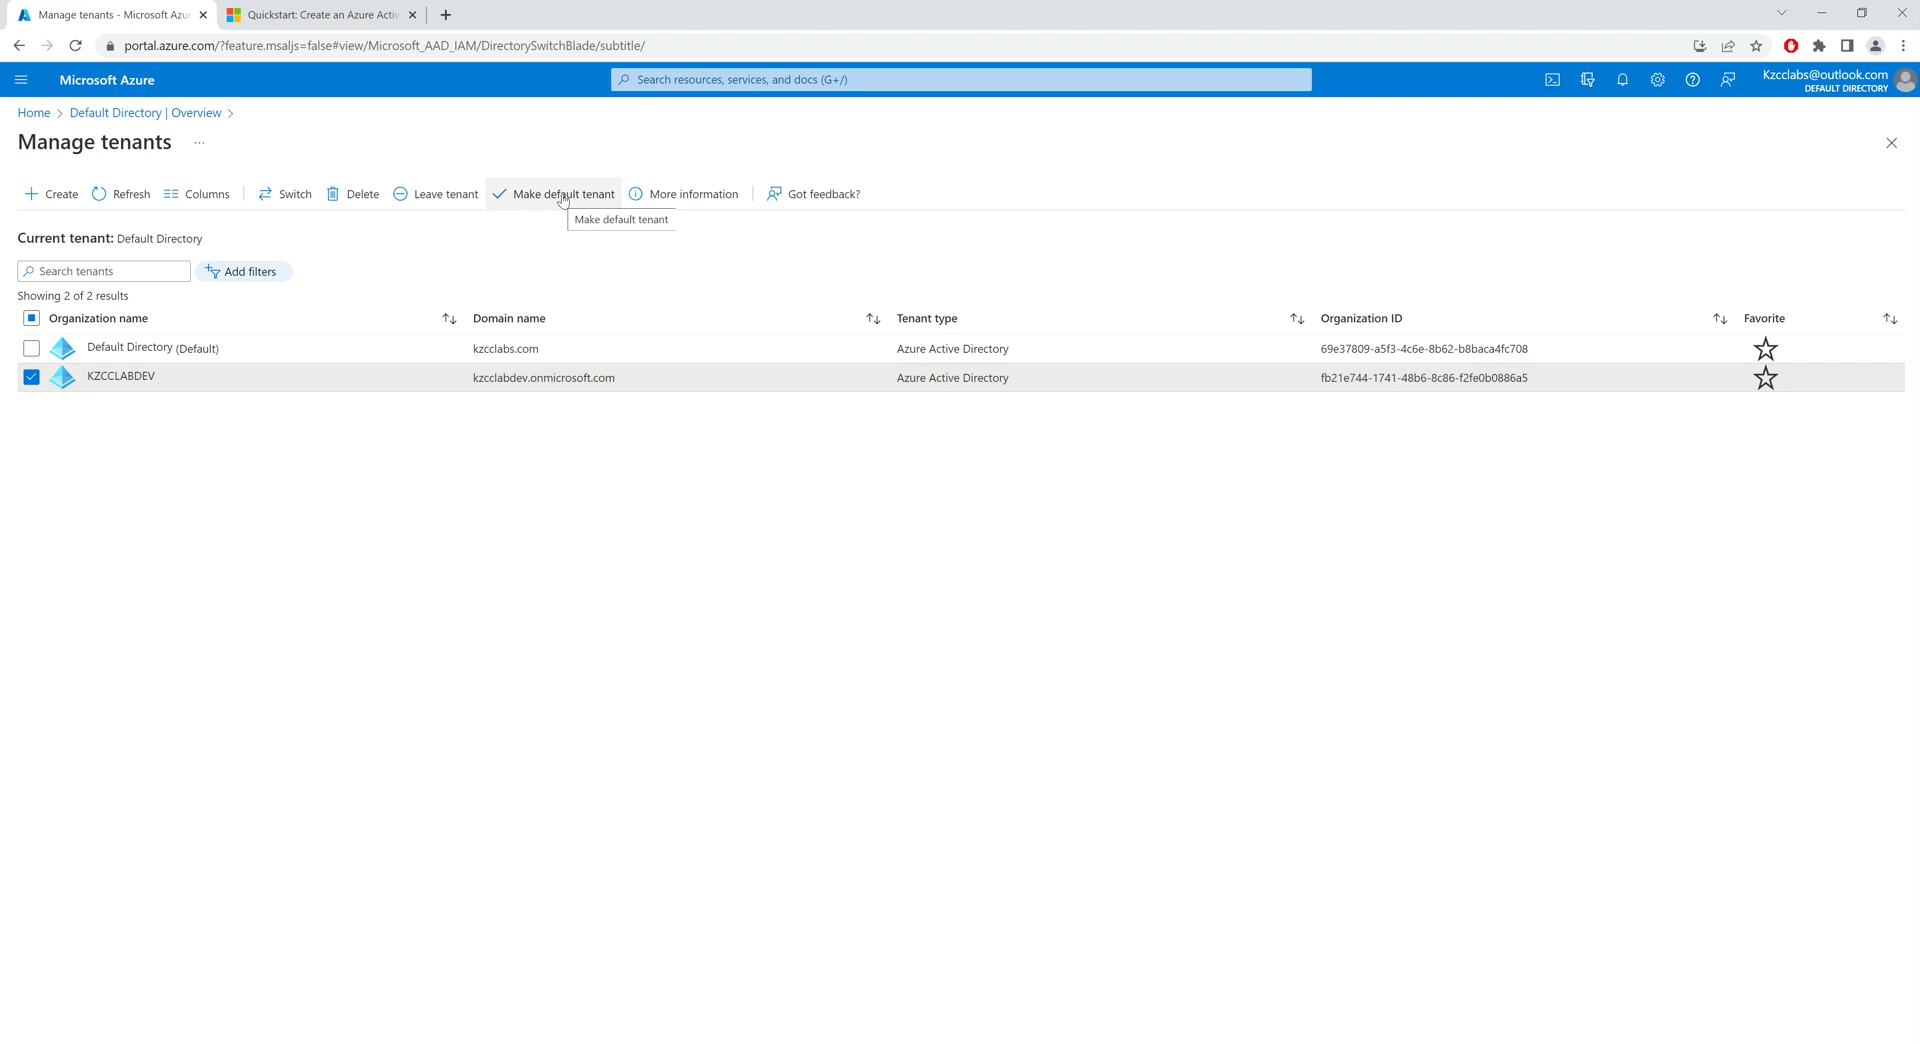 Manage tenants - Microsoft Azur
Quickstart: Create an Azure Activ
portal.azure.com/?feature.msaljs=false#view/Microsoft_AAD_IAM/DirectorySwitchBlade/subtitle/
Microsoft Azure
Search resources, services, and docs (G+/)
Kzcclabs@outlook.com
DEFAULT DIRECTORY
Home > Default Directory | Overview >
Manage tenants ...
Create Refresh Columns Switch Delete Leave tenant Make default tenant More information Got feedback?
Make default tenant
Current tenant: Default Directory
Search tenants Add filters
Showing 2 of 2 results
Organization name Domain name Tenant type Organization ID Favorite
Default Directory (Default) kzcclabs.com Azure Active Directory 69e37809-a5f3-4c6e-8b62-b8baca4fc708
KZCCLABDEV kzcclabdev.onmicrosoft.com Azure Active Directory fb21e744-1741-48b6-8c86-f2fe0b0886a5